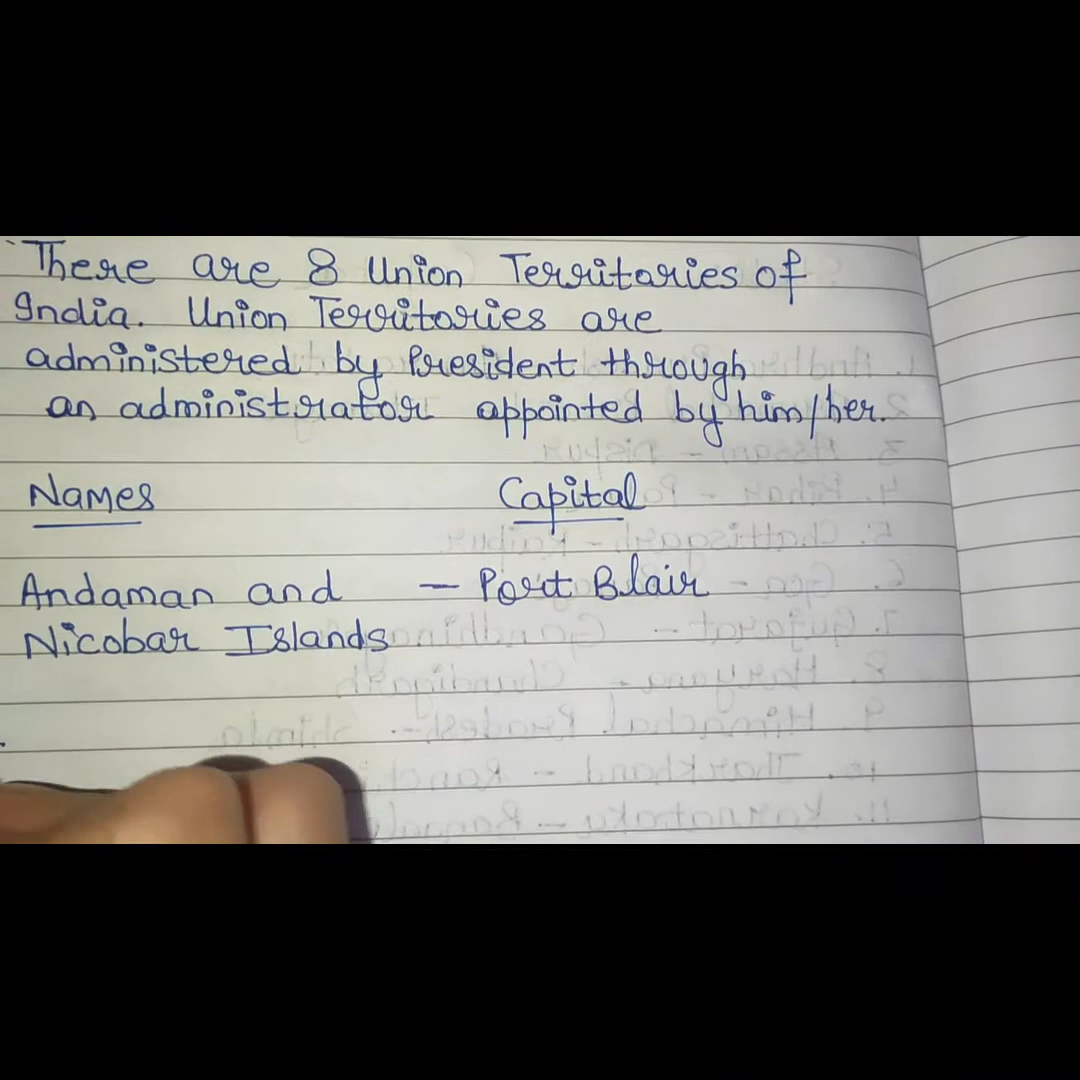 There are 8 Union Territories of
India. Union Territories are
administered by President through
an administrator appointed by him/her.
Names Capital
Andaman and — Port Blair
Nicobar Islands